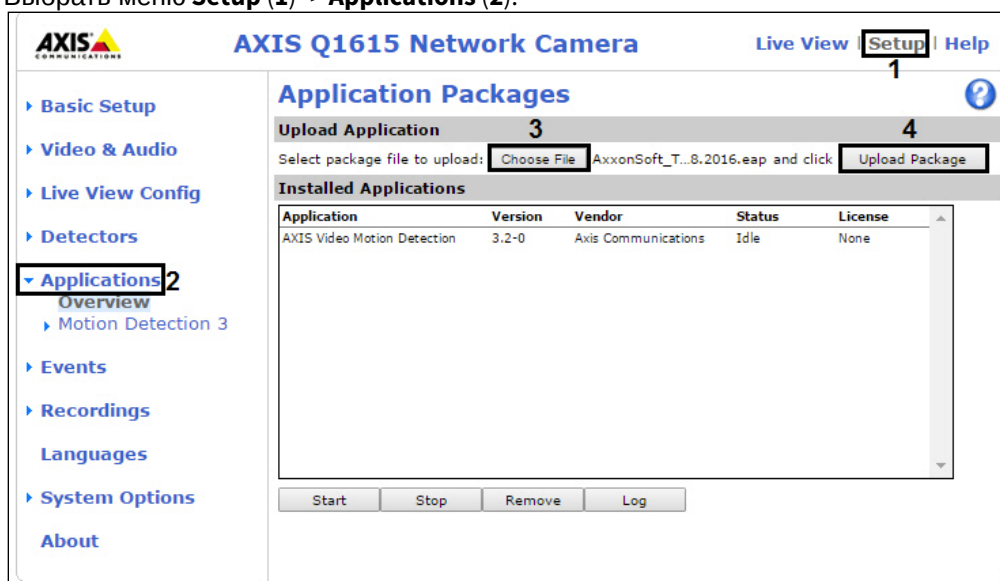 Выбрать меню Setup (1) -> Applications (2).
AXIS COMMUNICATIONS
AXIS Q1615 Network Camera
Live View | Setup | Help
1
Basic Setup
Video & Audio
Live View Config
Detectors
Applications 2
Overview
Motion Detection 3
Events
Recordings
Languages
System Options
About
Application Packages
Upload Application 3 4
Select package file to upload: Choose File AxxonSoft_T...8.2016.eap and click Upload Package
Installed Applications
Application Version Vendor Status License
AXIS Video Motion Detection 3.2-0 Axis Communications Idle None
Start Stop Remove Log